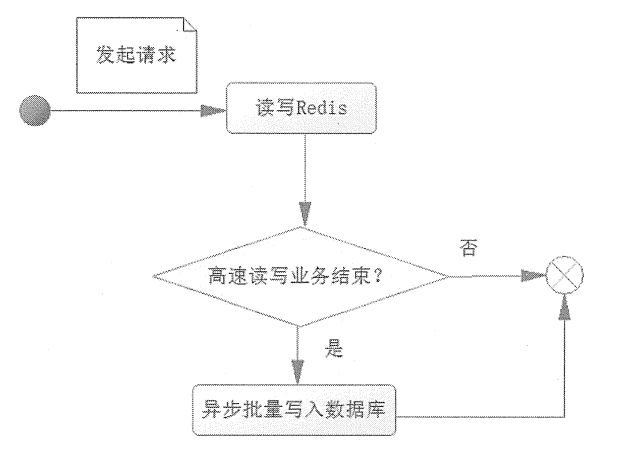 发起请求
读写Redis
高速读写业务结束？
否
是
异步批量写入数据库